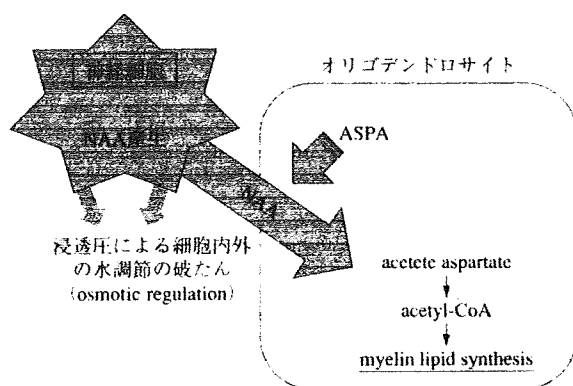 神経細胞
NAA産生
NAA
オリゴデンドロサイト
ASPA
浸透圧による細胞内外
の水調節の破たん
(osmotic regulation)
acetete aspartate
acetyl-CoA
myelin lipid synthesis